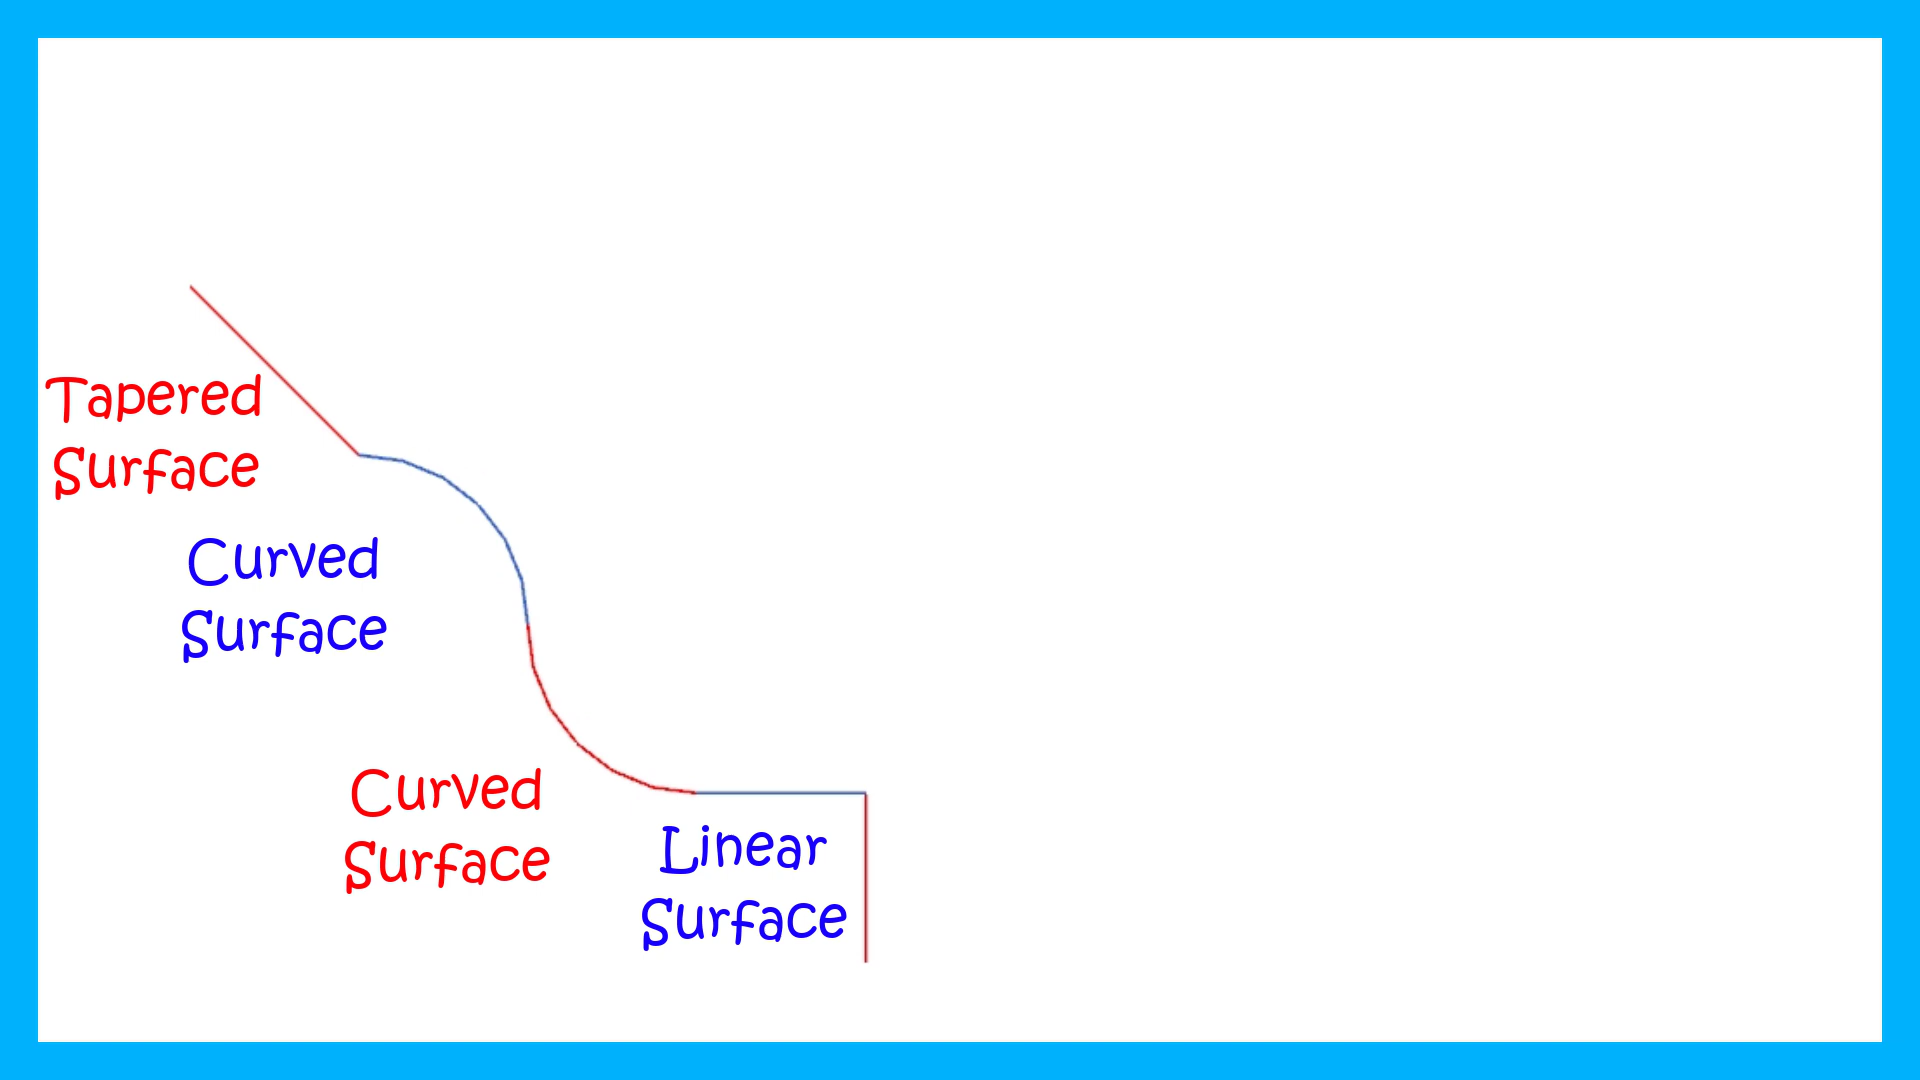 Tapered
Surface
Curved
Surface
Curved
Surface
Linear
Surface